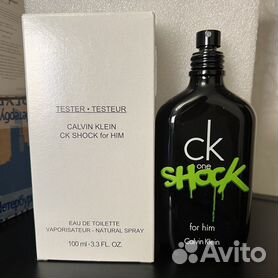 TESTER • TESTEUR
CALVIN KLEIN
CK SHOCK for HIM
EAU DE TOILETTE
VAPORISATEUR - NATURAL SPRAY
100 ml -3.3 FL. OZ.
ck
one
SHOCK
for him
Calvin Klein
Avito